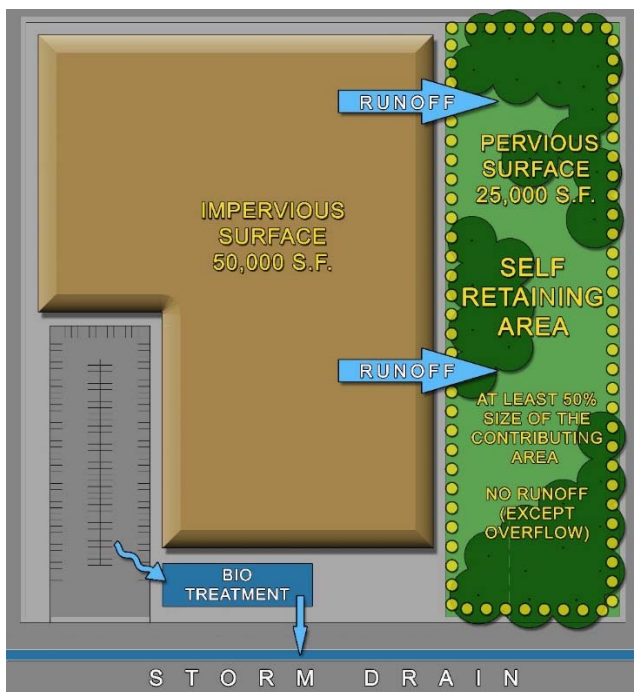 RUNOFF
PERVIOUS
SURFACE
25,000 S.F.
IMPERVIOUS
SURFACE
50,000 S.F.
SELF
RETAINING
AREA
RUNOFF
AT LEAST 50%
SIZE OF THE
CONTRIBUTING
AREA
NO RUNOFF
(EXCEPT
OVERFLOW)
BIO
TREATMENT
STORM DRAIN